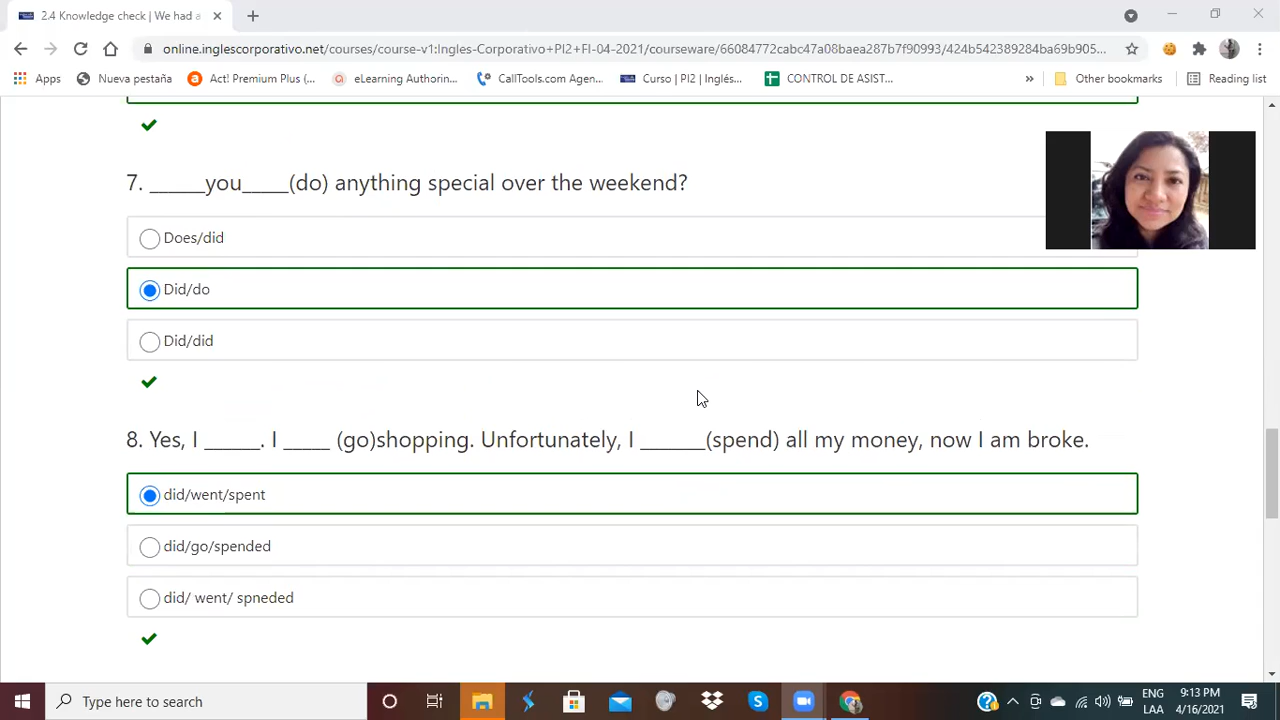 2.4 Knowledge check | We had a
online.inglescorporativo.net/courses/course-v1:Ingles-Corporativo+PI2+FI-04-2021/courseware/66084772cabc47a08baea287b7f90993/424b542389284ba69b905...
Apps Nueva pestaña Act! Premium Plus (... eLearning Authorin... CallTools.com Agen... Curso | PI2 | Inglés... CONTROL DE ASIST... » Other bookmarks Reading list
7. ______you_____(do) anything special over the weekend?
Does/did
Did/do
Did/did
8. Yes, I ______. I _____ (go)shopping. Unfortunately, I _______(spend) all my money, now I am broke.
did/went/spent
did/go/spended
did/ went/ spneded
Type here to search
ENG 9:13 PM
LAA 4/16/2021